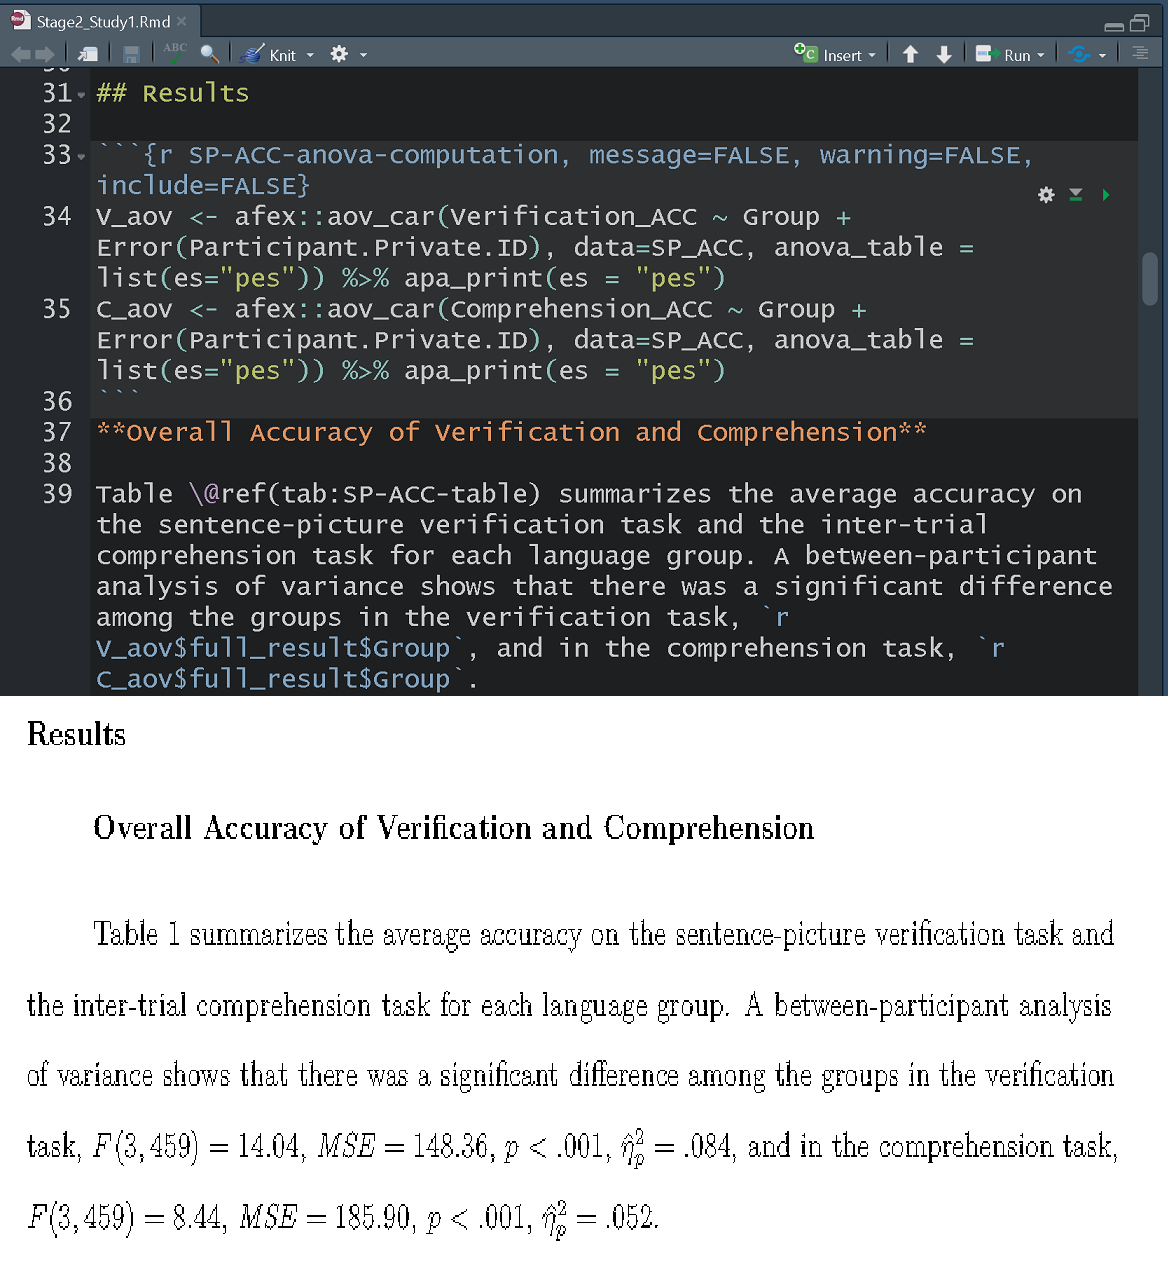 Rmd Stage2_Study1.Rmd ×
ABC Knit Insert Run
31 ## Results
32
33 ```{r SP-ACC-anova-computation, message=FALSE, warning=FALSE,
include=FALSE}
34 V_aov <- afex::aov_car(Verification_ACC ~ Group +
Error(Participant.Private.ID), data=SP_ACC, anova_table =
list(es="pes")) %>% apa_print(es = "pes")
35 C_aov <- afex::aov_car(Comprehension_ACC ~ Group +
Error(Participant.Private.ID), data=SP_ACC, anova_table =
list(es="pes")) %>% apa_print(es = "pes")
36 ```
37 **Overall Accuracy of Verification and Comprehension**
38
39 Table \@ref(tab:SP-ACC-table) summarizes the average accuracy on
the sentence-picture verification task and the inter-trial
comprehension task for each language group. A between-participant
analysis of variance shows that there was a significant difference
among the groups in the verification task, `r
V_aov$full_result$Group`, and in the comprehension task, `r
C_aov$full_result$Group`.
Results
Overall Accuracy of Verification and Comprehension
Table 1 summarizes the average accuracy on the sentence-picture verification task and
the inter-trial comprehension task for each language group. A between-participant analysis
of variance shows that there was a significant difference among the groups in the verification
task, F(3, 459) = 14.04, MSE = 148.36, p < .001, η̂²ₚ = .084, and in the comprehension task,
F(3, 459) = 8.44, MSE = 185.90, p < .001, η̂²ₚ = .052.